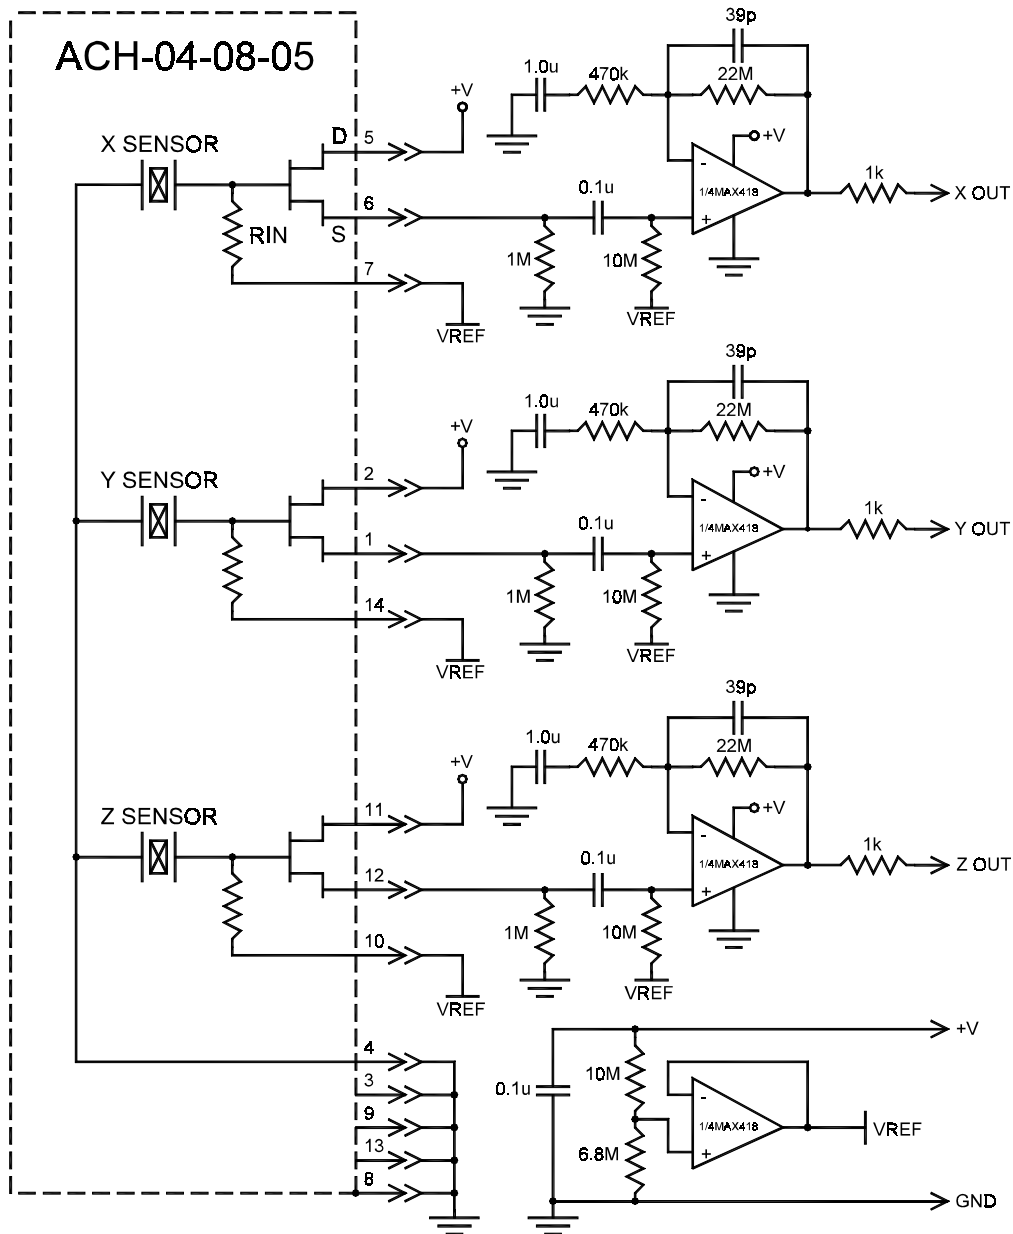 ACH-04-08-05
39p
1.0u
470k
22M
+V
+V
X SENSOR
D
5
-
1/4MAX418
+
0.1u
1k
X OUT
6
S
RIN
1M
10M
7
VREF
VREF
39p
1.0u
470k
22M
+V
+V
Y SENSOR
2
-
1/4MAX418
+
0.1u
1k
Y OUT
1
1M
10M
14
VREF
VREF
39p
1.0u
470k
22M
+V
+V
Z SENSOR
11
-
1/4MAX418
+
0.1u
1k
Z OUT
12
1M
10M
10
VREF
VREF
4
3
9
13
8
+V
10M
0.1u
-
1/4MAX418
+
VREF
6.8M
GND